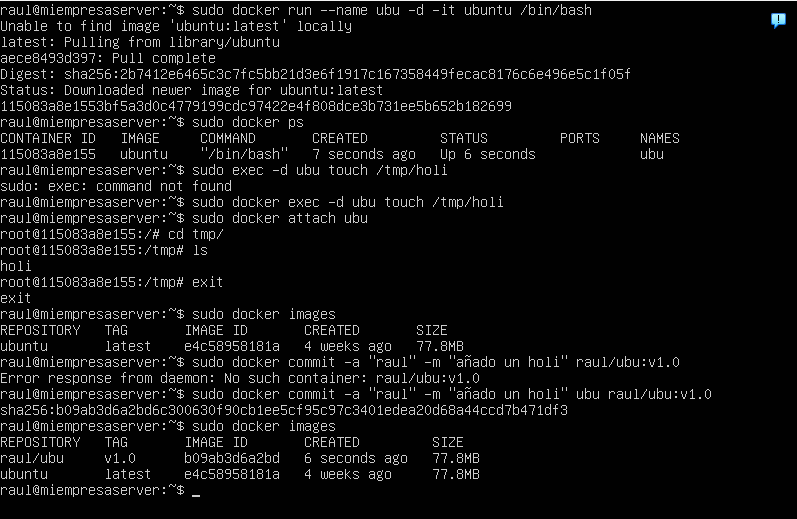 raul@miempresaserver:~$ sudo docker run --name ubu -d -it ubuntu /bin/bash
Unable to find image 'ubuntu:latest' locally
latest: Pulling from library/ubuntu
aece8493d397: Pull complete
Digest: sha256:2b7412e6465c3c7fc5bb21d3e6f1917c167358449fecac8176c6e496e5c1f05f
Status: Downloaded newer image for ubuntu:latest
115083a8e1553bf5a3d0c4779199cdc97422e4f808dce3b731ee5b652b182699
raul@miempresaserver:~$ sudo docker ps
CONTAINER ID   IMAGE     COMMAND       CREATED         STATUS         PORTS     NAMES
115083a8e155   ubuntu    "/bin/bash"   7 seconds ago   Up 6 seconds             ubu
raul@miempresaserver:~$ sudo exec -d ubu touch /tmp/holi
sudo: exec: command not found
raul@miempresaserver:~$ sudo docker exec -d ubu touch /tmp/holi
raul@miempresaserver:~$ sudo docker attach ubu
root@115083a8e155:/# cd tmp/
root@115083a8e155:/tmp# ls
holi
root@115083a8e155:/tmp# exit
exit
raul@miempresaserver:~$ sudo docker images
REPOSITORY   TAG       IMAGE ID       CREATED       SIZE
ubuntu       latest    e4c58958181a   4 weeks ago   77.8MB
raul@miempresaserver:~$ sudo docker commit -a "raul" -m "añado un holi" raul/ubu:v1.0
Error response from daemon: No such container: raul/ubu:v1.0
raul@miempresaserver:~$ sudo docker commit -a "raul" -m "añado un holi" ubu raul/ubu:v1.0
sha256:b09ab3d6a2bd6c300630f90cb1ee5cf95c97c3401edea20d68a44ccd7b471df3
raul@miempresaserver:~$ sudo docker images
REPOSITORY   TAG       IMAGE ID       CREATED         SIZE
raul/ubu     v1.0      b09ab3d6a2bd   6 seconds ago   77.8MB
ubuntu       latest    e4c58958181a   4 weeks ago     77.8MB
raul@miempresaserver:~$ _